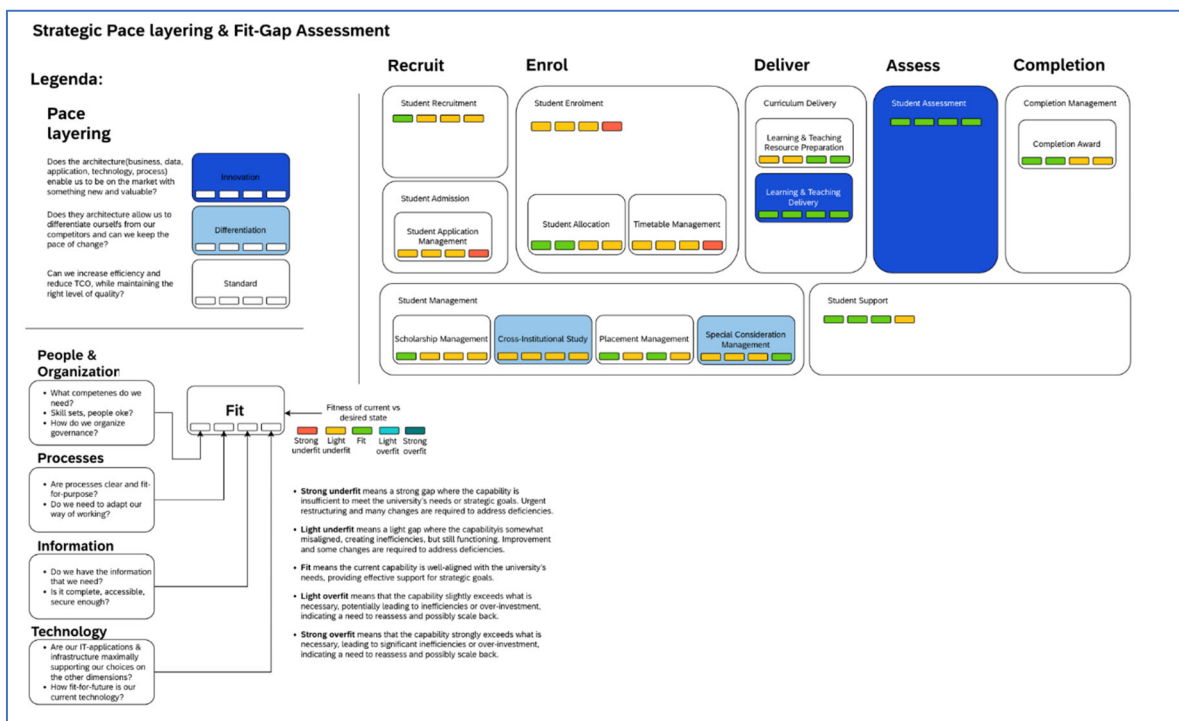 Strategic Pace layering & Fit-Gap Assessment
Legenda:
Pace
layering
Does the architecture(business, data,
application, technology, process)
enable us to be on the market with
something new and valuable?
Innovation
Does they architecture allow us to
differentiate ourselfs from our
competitors and can we keep the
pace of change?
Differentiation
Can we increase efficiency and
reduce TCO, while maintaining the
right level of quality?
Standard
Recruit
Enrol
Deliver
Assess
Completion
Student Recruitment
Student Admission
Student Application
Management
Student Enrolment
Student Allocation
Timetable Management
Curriculum Delivery
Learning & Teaching
Resource Preparation
Learning & Teaching
Delivery
Student Assessment
Completion Management
Completion Award
Student Management
Scholarship Management
Cross-Institutional Study
Placement Management
Special Consideration
Management
Student Support
People &
Organization
• What competenes do we
need?
• Skill sets, people oke?
• How do we organize
governance?
Processes
• Are processes clear and fit-
for-purpose?
• Do we need to adapt our
way of working?
Information
• Do we have the information
that we need?
• Is it complete, accessible,
secure enough?
Technology
• Are our IT-applications &
infrastructure maximally
supporting our choices on
the other dimensions?
• How fit-for-future is our
current technology?
Fit
Fitness of current vs
desired state
Strong
underfit
Light
underfit
Fit
Light
overfit
Strong
overfit
• Strong underfit means a strong gap where the capability is
insufficient to meet the university's needs or strategic goals. Urgent
restructuring and many changes are required to address deficiencies.
• Light underfit means a light gap where the capabilityis somewhat
misaligned, creating inefficiencies, but still functioning. Improvement
and some changes are required to address deficiencies.
• Fit means the current capability is well-aligned with the university's
needs, providing effective support for strategic goals.
• Light overfit means that the capability slightly exceeds what is
necessary, potentially leading to inefficiencies or over-investment,
indicating a need to reassess and possibly scale back.
• Strong overfit means that the capability strongly exceeds what is
necessary, leading to significant inefficiencies or over-investment,
indicating a need to reassess and possibly scale back.